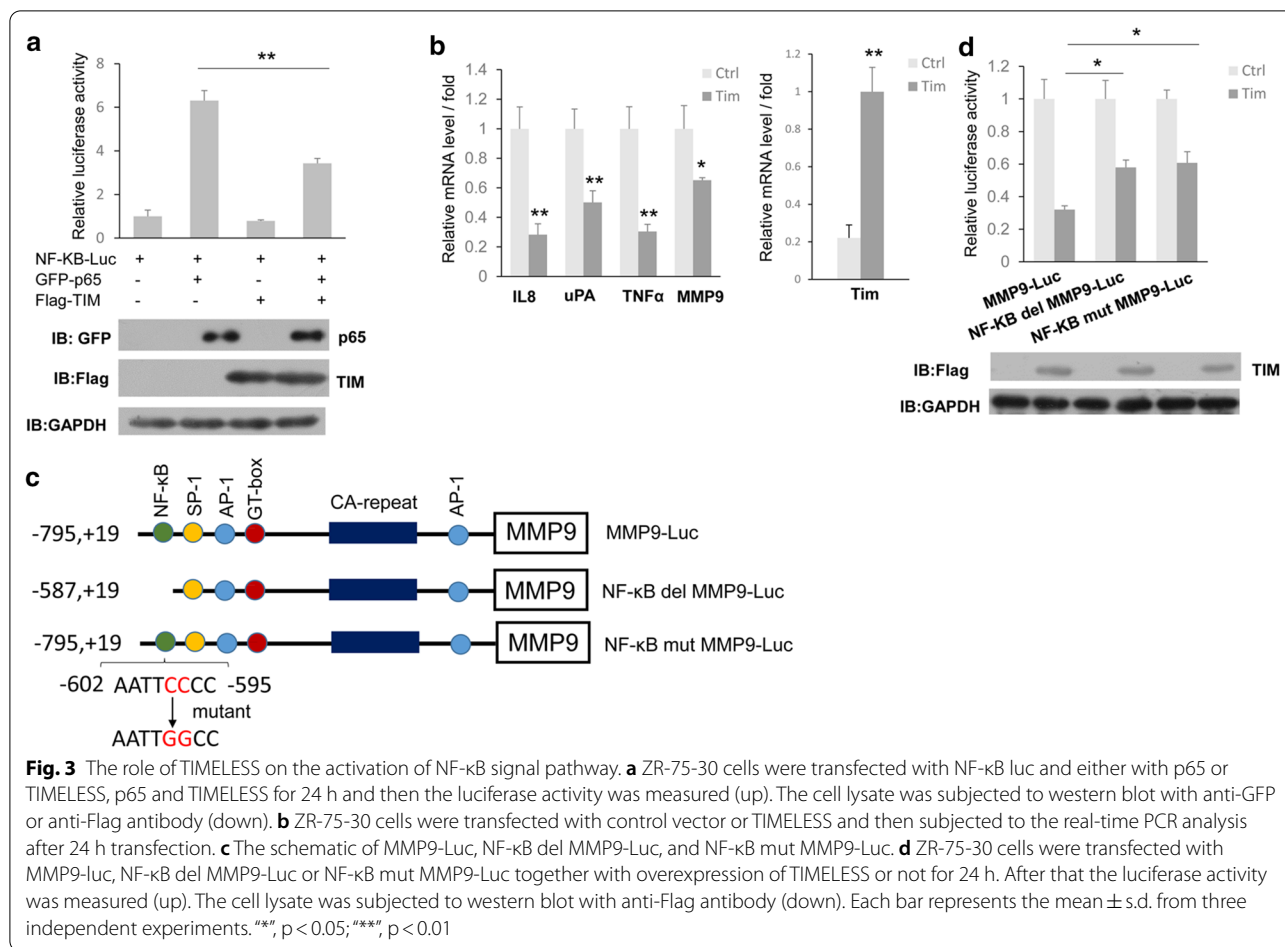 a
**
Relative luciferase activity
8
6
4
2
0
NF-KB-Luc + + + +
GFP-p65 - + - +
Flag-TIM - - + +
IB: GFP p65
IB:Flag TIM
IB:GAPDH
b
Relative mRNA level / fold
1.4
1.2
1
0.8
0.6
0.4
0.2
0
Ctrl
Tim
** ** ** *
IL8 uPA TNFα MMP9
Relative mRNA level / fold
1.2
1.0
0.8
0.6
0.4
0.2
0
**
Ctrl
Tim
Tim
d
*
*
Ctrl
Tim
Relative luciferase activity
1.2
1
0.8
0.6
0.4
0.2
0
MMP9-Luc
NF-KB del MMP9-Luc
NF-KB mut MMP9-Luc
IB:Flag TIM
IB:GAPDH
c
NF-κB SP-1 AP-1 GT-box CA-repeat AP-1
-795,+19 MMP9 MMP9-Luc
-587,+19 MMP9 NF-κB del MMP9-Luc
-795,+19 MMP9 NF-κB mut MMP9-Luc
-602 AATTCCCC -595
mutant
AATTGGCC
Fig. 3 The role of TIMELESS on the activation of NF-κB signal pathway. a ZR-75-30 cells were transfected with NF-κB luc and either with p65 or
TIMELESS, p65 and TIMELESS for 24 h and then the luciferase activity was measured (up). The cell lysate was subjected to western blot with anti-GFP
or anti-Flag antibody (down). b ZR-75-30 cells were transfected with control vector or TIMELESS and then subjected to the real-time PCR analysis
after 24 h transfection. c The schematic of MMP9-Luc, NF-κB del MMP9-Luc, and NF-κB mut MMP9-Luc. d ZR-75-30 cells were transfected with
MMP9-luc, NF-κB del MMP9-Luc or NF-κB mut MMP9-Luc together with overexpression of TIMELESS or not for 24 h. After that the luciferase activity
was measured (up). The cell lysate was subjected to western blot with anti-Flag antibody (down). Each bar represents the mean ± s.d. from three
independent experiments. “*”, p < 0.05; “**”, p < 0.01